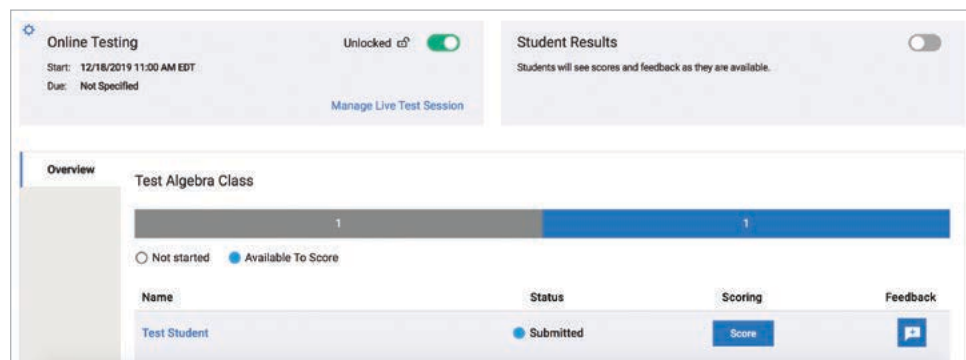 Online Testing
Unlocked
Start: 12/18/2019 11:00 AM EDT
Due: Not Specified
Manage Live Test Session
Student Results
Students will see scores and feedback as they are available.
Overview
Test Algebra Class
1 1
Not started Available To Score
Name Status Scoring Feedback
Test Student Submitted Score